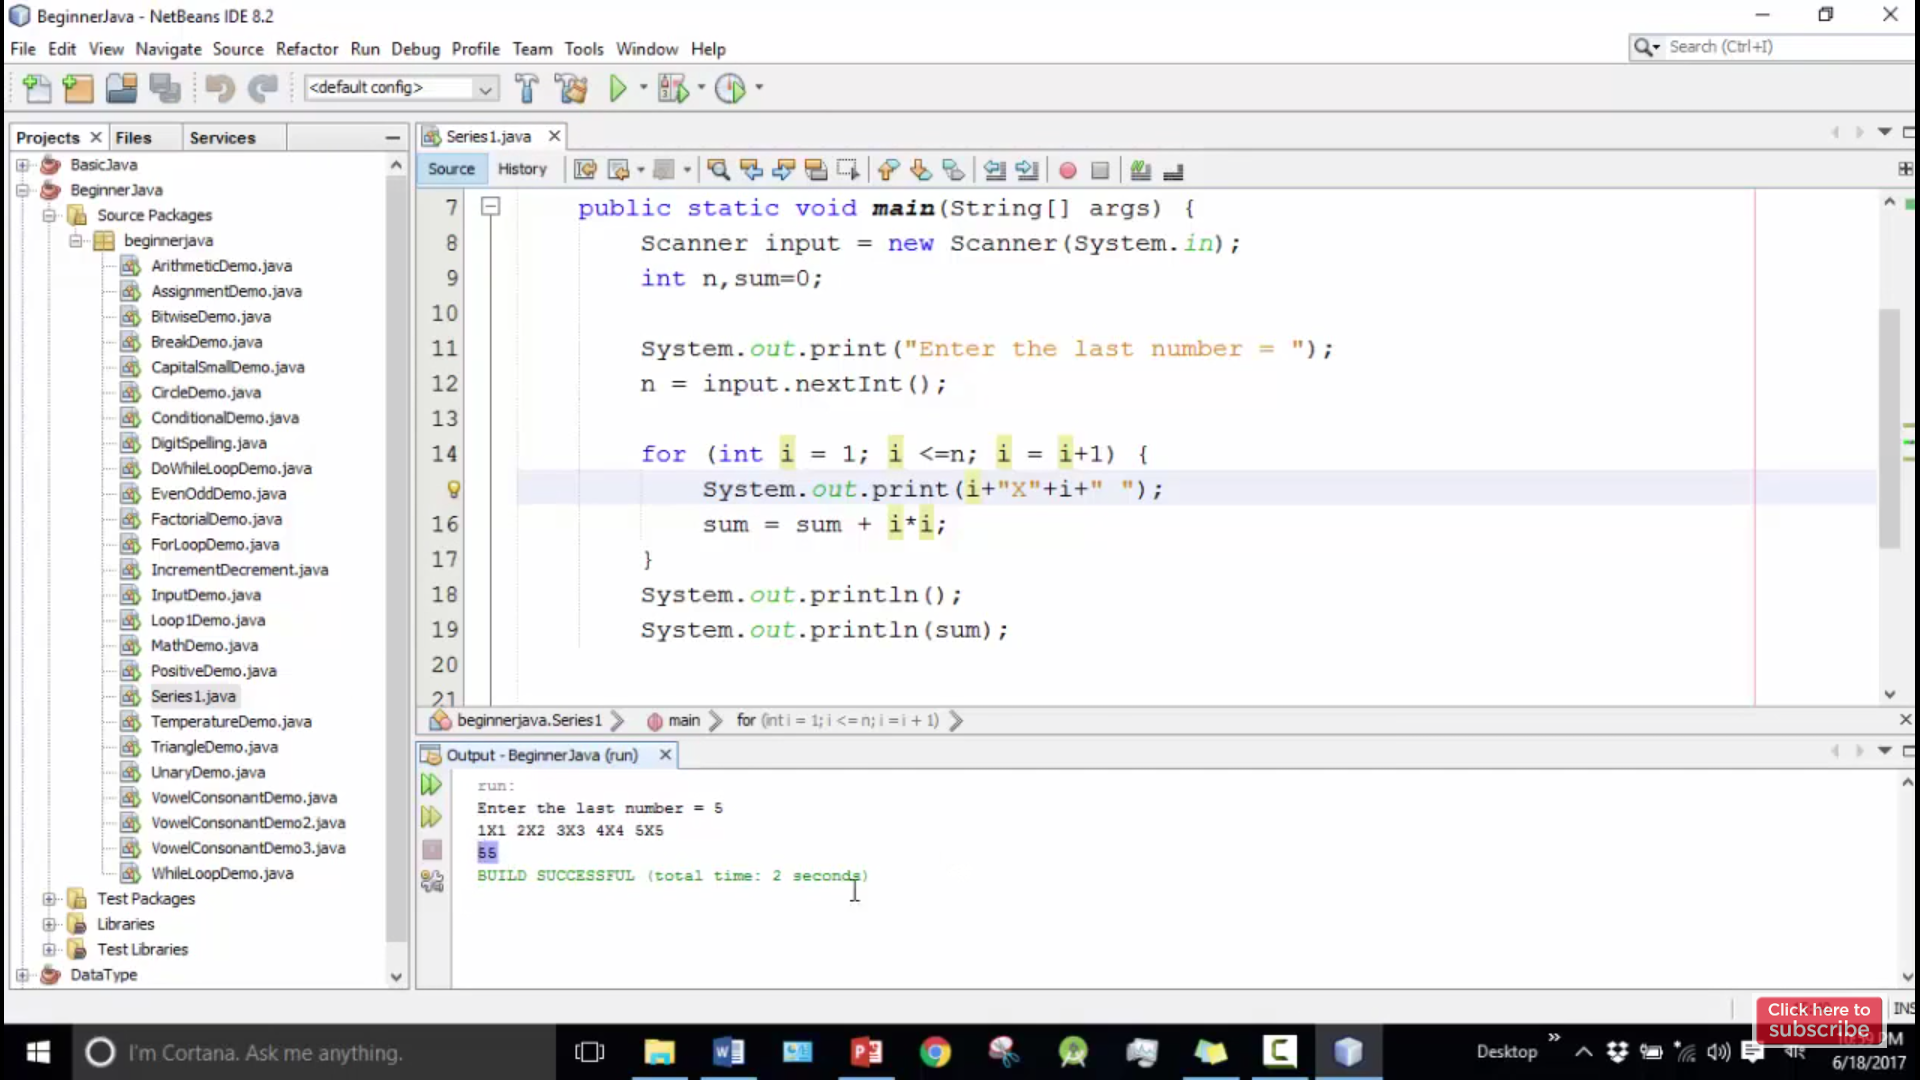 BeginnerJava - NetBeans IDE 8.2
File Edit View Navigate Source Refactor Run Debug Profile Team Tools Window Help
Search (Ctrl+I)
<default config>
Projects Files Services
BasicJava
BeginnerJava
Source Packages
beginnerjava
ArithmeticDemo.java
AssignmentDemo.java
BitwiseDemo.java
BreakDemo.java
CapitalSmallDemo.java
CircleDemo.java
ConditionalDemo.java
DigitSpelling.java
DoWhileLoopDemo.java
EvenOddDemo.java
FactorialDemo.java
ForLoopDemo.java
IncrementDecrement.java
InputDemo.java
Loop1Demo.java
MathDemo.java
PositiveDemo.java
Series1.java
TemperatureDemo.java
TriangleDemo.java
UnaryDemo.java
VowelConsonantDemo.java
VowelConsonantDemo2.java
VowelConsonantDemo3.java
WhileLoopDemo.java
Test Packages
Libraries
Test Libraries
DataType
Series1.java
Source History
7 public static void main(String[] args) {
8 Scanner input = new Scanner(System.in);
9 int n,sum=0;
10
11 System.out.print("Enter the last number = ");
12 n = input.nextInt();
13
14 for (int i = 1; i <=n; i = i+1) {
System.out.print(i+"X"+i+" ");
16 sum = sum + i*i;
17 }
18 System.out.println();
19 System.out.println(sum);
20
21
beginnerjava.Series1 main for (int i = 1; i <= n; i = i + 1)
Output - BeginnerJava (run)
run:
Enter the last number = 5
1X1 2X2 3X3 4X4 5X5
55
BUILD SUCCESSFUL (total time: 2 seconds)
INS
Click here to
subscribe
I'm Cortana. Ask me anything.
Desktop
বাং
6/18/2017